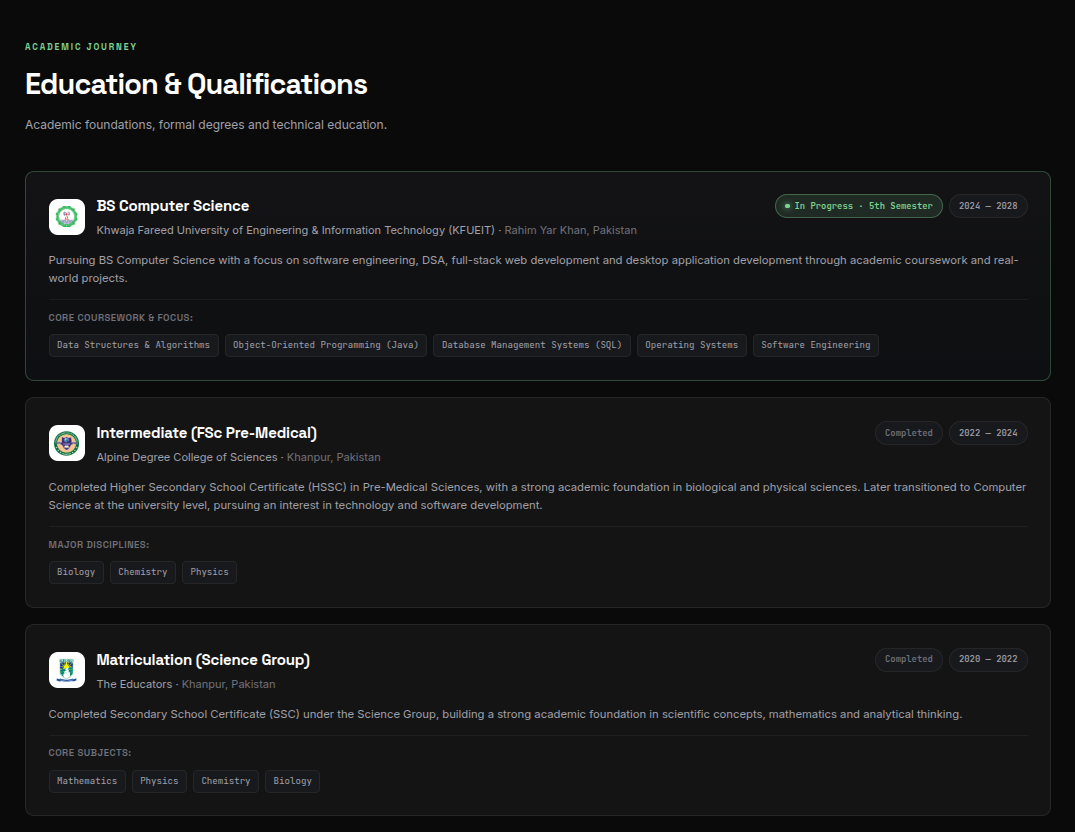 ACADEMIC JOURNEY
Education & Qualifications
Academic foundations, formal degrees and technical education.
BS Computer Science
In Progress · 5th Semester
2024 — 2028
Khwaja Fareed University of Engineering & Information Technology (KFUEIT) · Rahim Yar Khan, Pakistan
Pursuing BS Computer Science with a focus on software engineering, DSA, full-stack web development and desktop application development through academic coursework and real-
world projects.
CORE COURSEWORK & FOCUS:
Data Structures & Algorithms
Object-Oriented Programming (Java)
Database Management Systems (SQL)
Operating Systems
Software Engineering
Intermediate (FSc Pre-Medical)
Completed
2022 — 2024
Alpine Degree College of Sciences · Khanpur, Pakistan
Completed Higher Secondary School Certificate (HSSC) in Pre-Medical Sciences, with a strong academic foundation in biological and physical sciences. Later transitioned to Computer
Science at the university level, pursuing an interest in technology and software development.
MAJOR DISCIPLINES:
Biology
Chemistry
Physics
Matriculation (Science Group)
Completed
2020 — 2022
The Educators · Khanpur, Pakistan
Completed Secondary School Certificate (SSC) under the Science Group, building a strong academic foundation in scientific concepts, mathematics and analytical thinking.
CORE SUBJECTS:
Mathematics
Physics
Chemistry
Biology